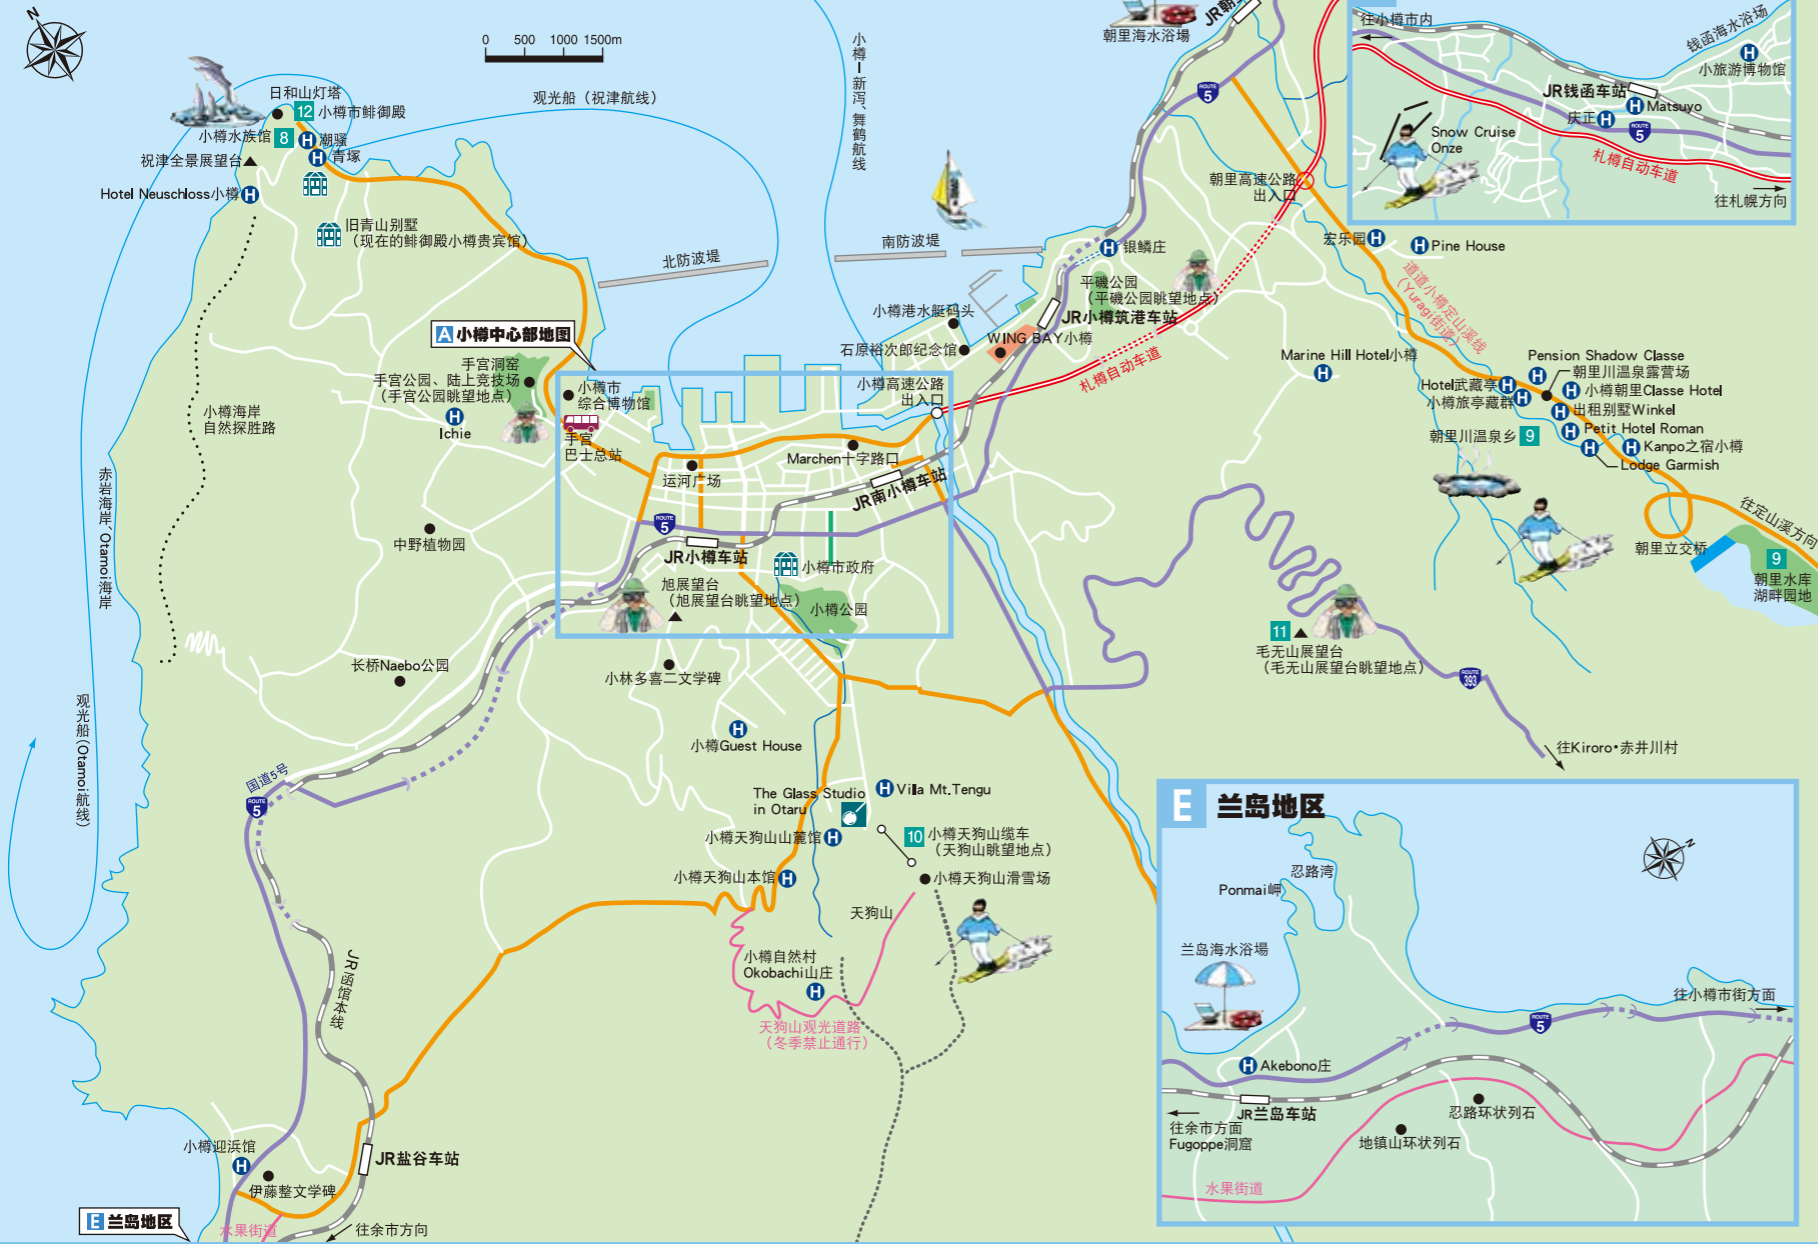 N
0 500 1000 1500m
日和山灯塔
12 小樽市鲱御殿
小樽水族馆 8
潮骚
青塚
祝津全景展望台
Hotel Neuschloss小樽
旧青山别墅
（现在的鲱御殿小樽贵宾馆）
观光船（祝津航线）
小樽—新泻、舞鹤航线
朝里海水浴場
JR朝
ROUTE 5
北防波堤
南防波堤
银鳞庄
平磯公园
（平磯公园眺望地点）
JR小樽筑港车站
小樽港水艇码头
石原裕次郎纪念馆
WING BAY小樽
札樽自动车道
小樽高速公路
出入口
朝里高速公路
出入口
往小樽市内
钱函海水浴场
小旅游博物馆
JR钱函车站
Matsuyo
庆正
ROUTE 5
Snow Cruise
Onze
札樽自动车道
往札幌方向
宏乐园
Pine House
道道小樽定山溪线
（Yuragi街道）
Marine Hill Hotel小樽
Pension Shadow Classe
朝里川温泉露营场
Hotel武藏亭
小樽朝里Classe Hotel
小樽旅亭藏群
出租别墅Winkel
Petit Hotel Roman
朝里川温泉乡 9
Kanpo之宿小樽
Lodge Garmish
往定山溪方向
朝里立交桥
9
朝里水库
湖畔园地
A 小樽中心部地图
手宫洞窑
手宫公园、陆上竞技场
（手宫公园眺望地点）
Ichie
小樽市
综合博物馆
手宫
巴士总站
运河广场
Marchen十字路口
JR南小樽车站
ROUTE 5
JR小樽车站
小樽市政府
旭展望台
（旭展望台眺望地点）
小樽公园
小樽海岸
自然探胜路
赤岩海岸、Otamoi海岸
中野植物园
长桥Naebo公园
小林多喜二文学碑
观光船（Otamoi航线）
国道5号
ROUTE 5
小樽Guest House
11
毛无山展望台
（毛无山展望台眺望地点）
ROUTE 393
往Kiroro・赤井川村
The Glass Studio
in Otaru
Villa Mt.Tengu
小樽天狗山山麓馆
10 小樽天狗山缆车
（天狗山眺望地点）
小樽天狗山本馆
小樽天狗山滑雪场
天狗山
小樽自然村
Okobachi山庄
天狗山观光道路
（冬季禁止通行）
JR函馆本线
小樽迎浜馆
JR盐谷车站
伊藤整文学碑
E 兰岛地区
水果街道
往余市方向
E 兰岛地区
N
忍路湾
Ponmai岬
兰岛海水浴場
往小樽市街方面
ROUTE 5
Akebono庄
JR兰岛车站
往余市方面
Fugoppe洞窟
忍路环状列石
地镇山环状列石
水果街道